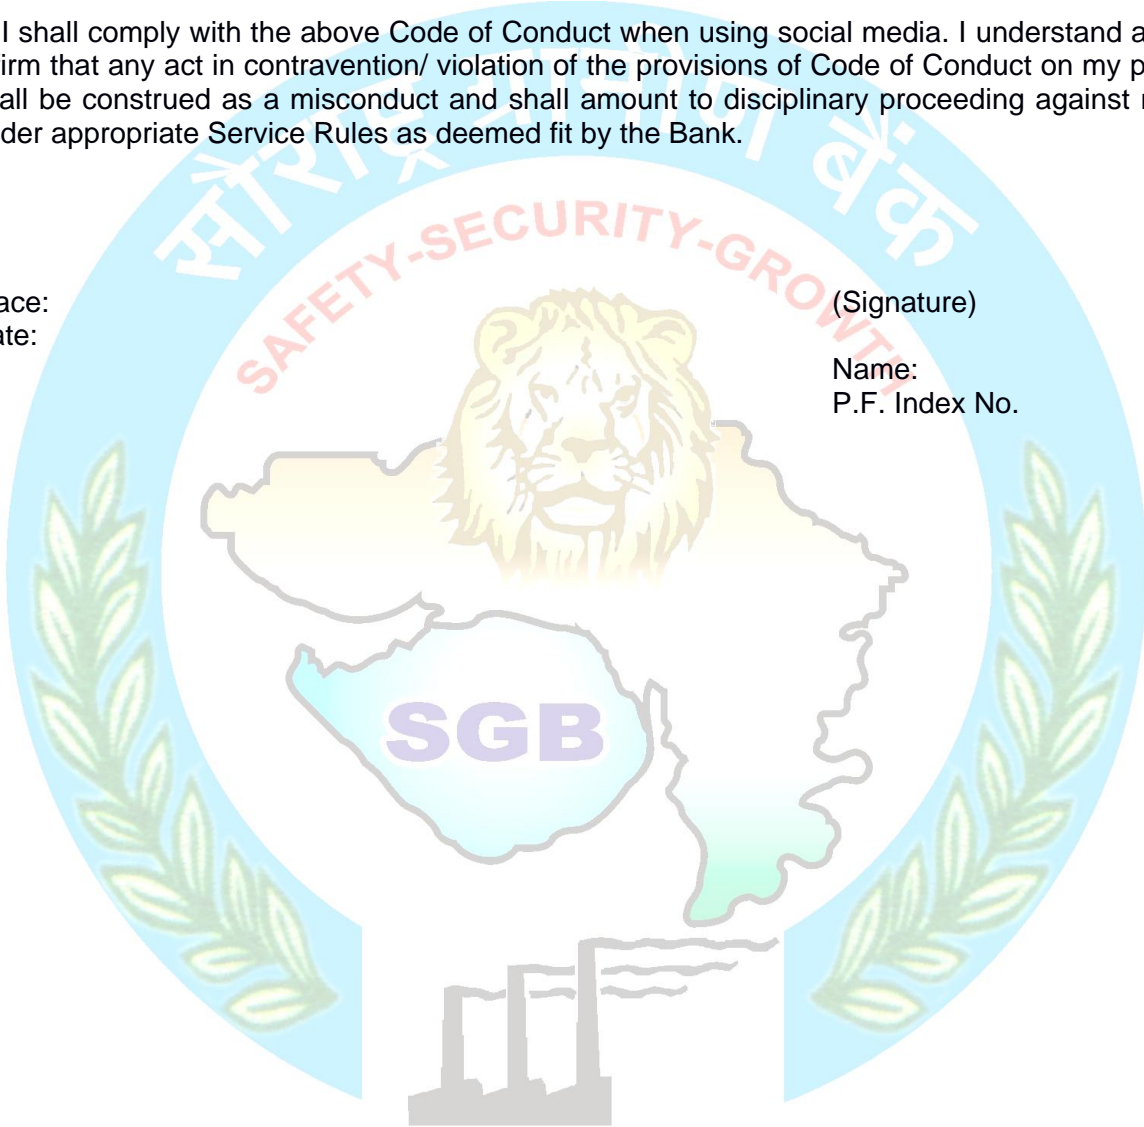 I shall comply with the above Code of Conduct when using social media. I understand a
firm that any act in contravention/ violation of the provisions of Code of Conduct on my p
all be construed as a misconduct and shall amount to disciplinary proceeding against
der appropriate Service Rules as deemed fit by the Bank.
सौराष्ट्र ग्रामीण बैंक
SAFETY-SECURITY-GROWTH
ace: (Signature)
ate:
Name:
P.F. Index No.
SGB